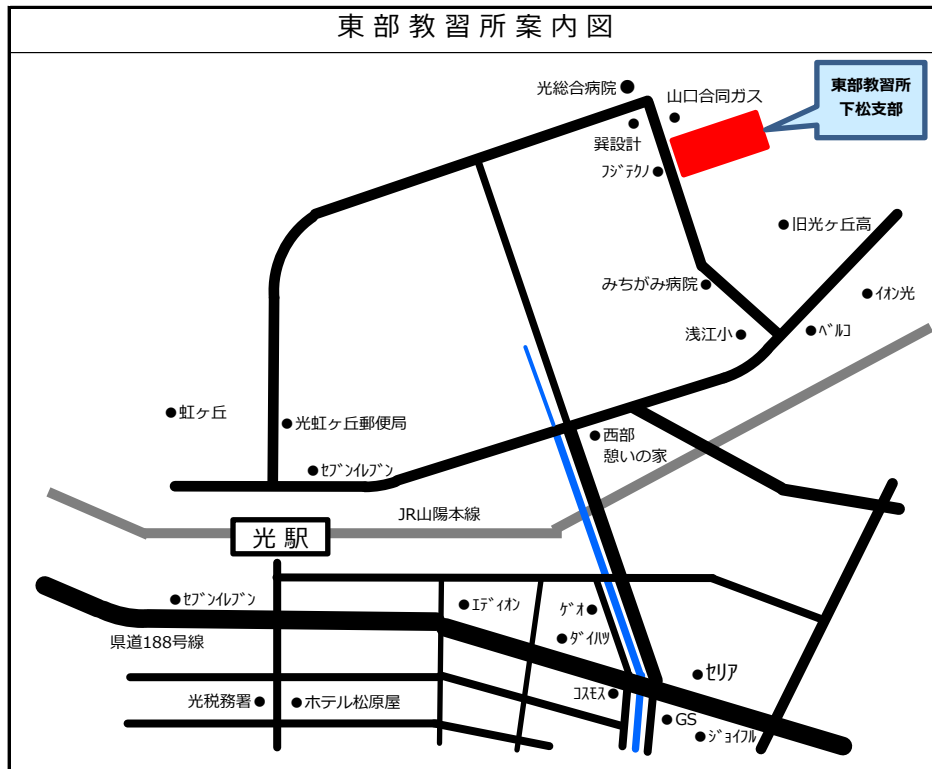 東部教習所案内図
光総合病院
山口合同ガス
東部教習所
下松支部
巽設計
ﾌｼﾞﾃｸﾉ
旧光ヶ丘高
みちがみ病院
ｲｵﾝ光
浅江小
ﾍﾞﾙｺ
虹ヶ丘
光虹ヶ丘郵便局
西部
憩いの家
ｾﾌﾞﾝｲﾚﾌﾞﾝ
JR山陽本線
光駅
ｾﾌﾞﾝｲﾚﾌﾞﾝ
ｴﾃﾞｨｵﾝ
ｹﾞｵ
県道188号線
ﾀﾞｲﾊﾂ
ｾﾘｱ
光税務署
ホテル松原屋
ｺｽﾓｽ
GS
ｼﾞｮｲﾌﾙ